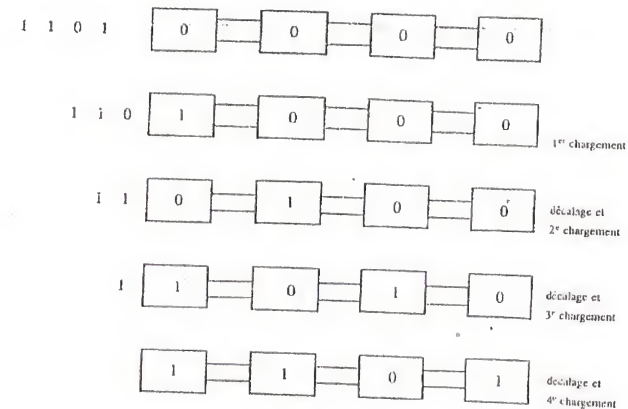 1 1 0 1 0 0 0 0
1 1 0 1 0 0 0
1er chargement
1 1 0 1 0 0
décalage et
2e chargement
1 1 0 1 0
décalage et
3e chargement
1 1 0 1
décalage et
4e chargement